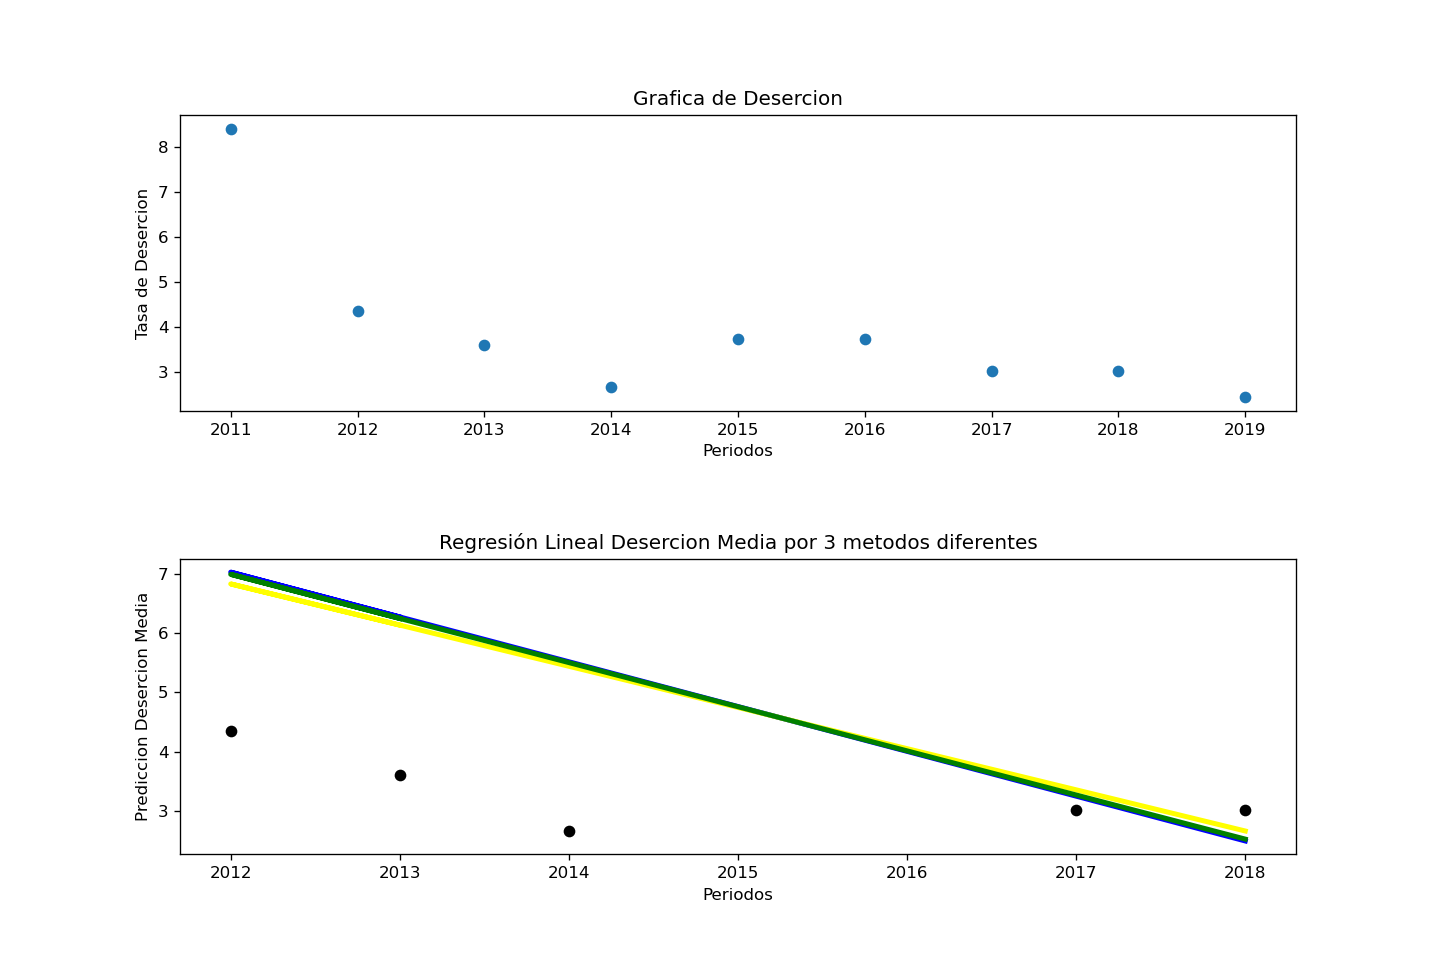 Grafica de Desercion
8
7
6
5
4
3
Tasa de Desercion
2011 2012 2013 2014 2015 2016 2017 2018 2019
Periodos
Regresión Lineal Desercion Media por 3 metodos diferentes
7
6
5
4
3
Prediccion Desercion Media
2012 2013 2014 2015 2016 2017 2018
Periodos